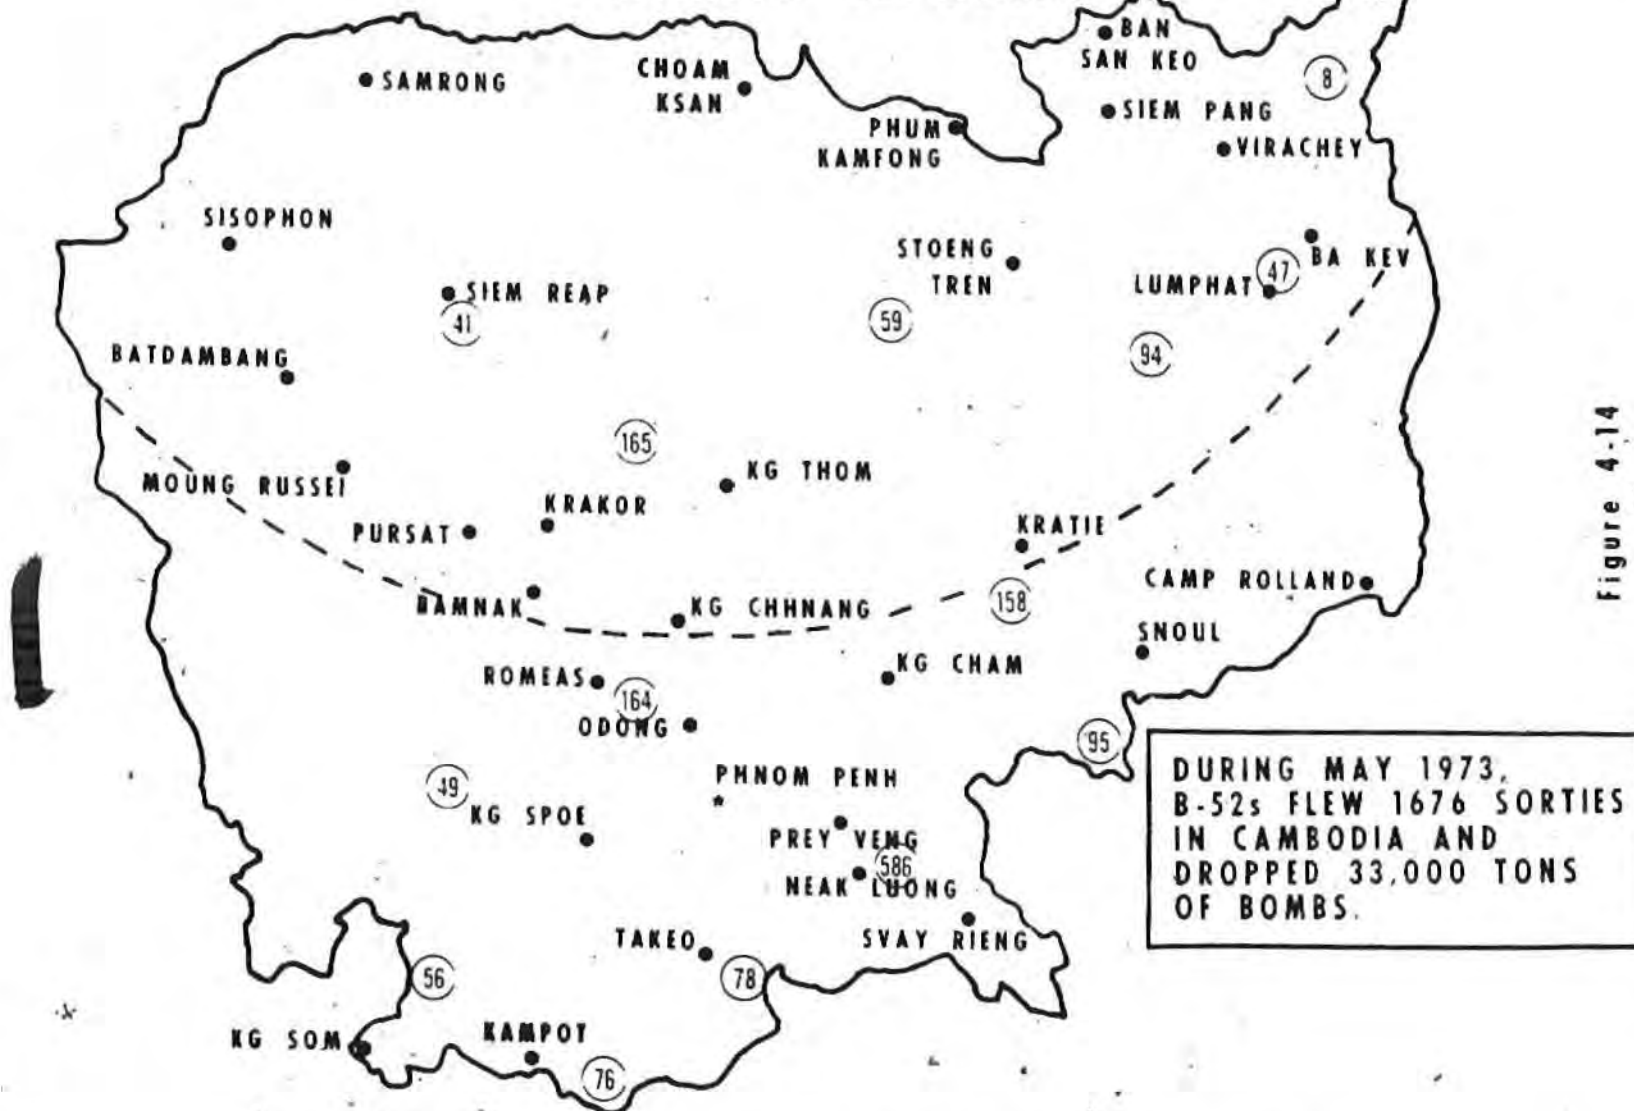 BAN
SAN KEO
8
SAMRONG
CHOAM
KSAN
SIEM PANG
PHUM
KAMFONG
VIRACHEY
SISOPHON
STOENG
TREN
BA KEV
47
LUMPHAT
SIEM REAP
41
59
94
BATDAMBANG
165
KG THOM
MOUNG RUSSEI
KRAKOR
PURSAT
KRATIE
CAMP ROLLAND
DAMNAK
KG CHHNANG
158
SNOUL
KG CHAM
ROMEAS
164
ODONG
95
PHNOM PENH
49
KG SPOE
PREY VENG
586
NEAK LUONG
TAKEO
SVAY RIENG
56
78
KG SOM
KAMPOT
76
DURING MAY 1973,
B-52s FLEW 1676 SORTIES
IN CAMBODIA AND
DROPPED 33,000 TONS
OF BOMBS.
Figure 4-14